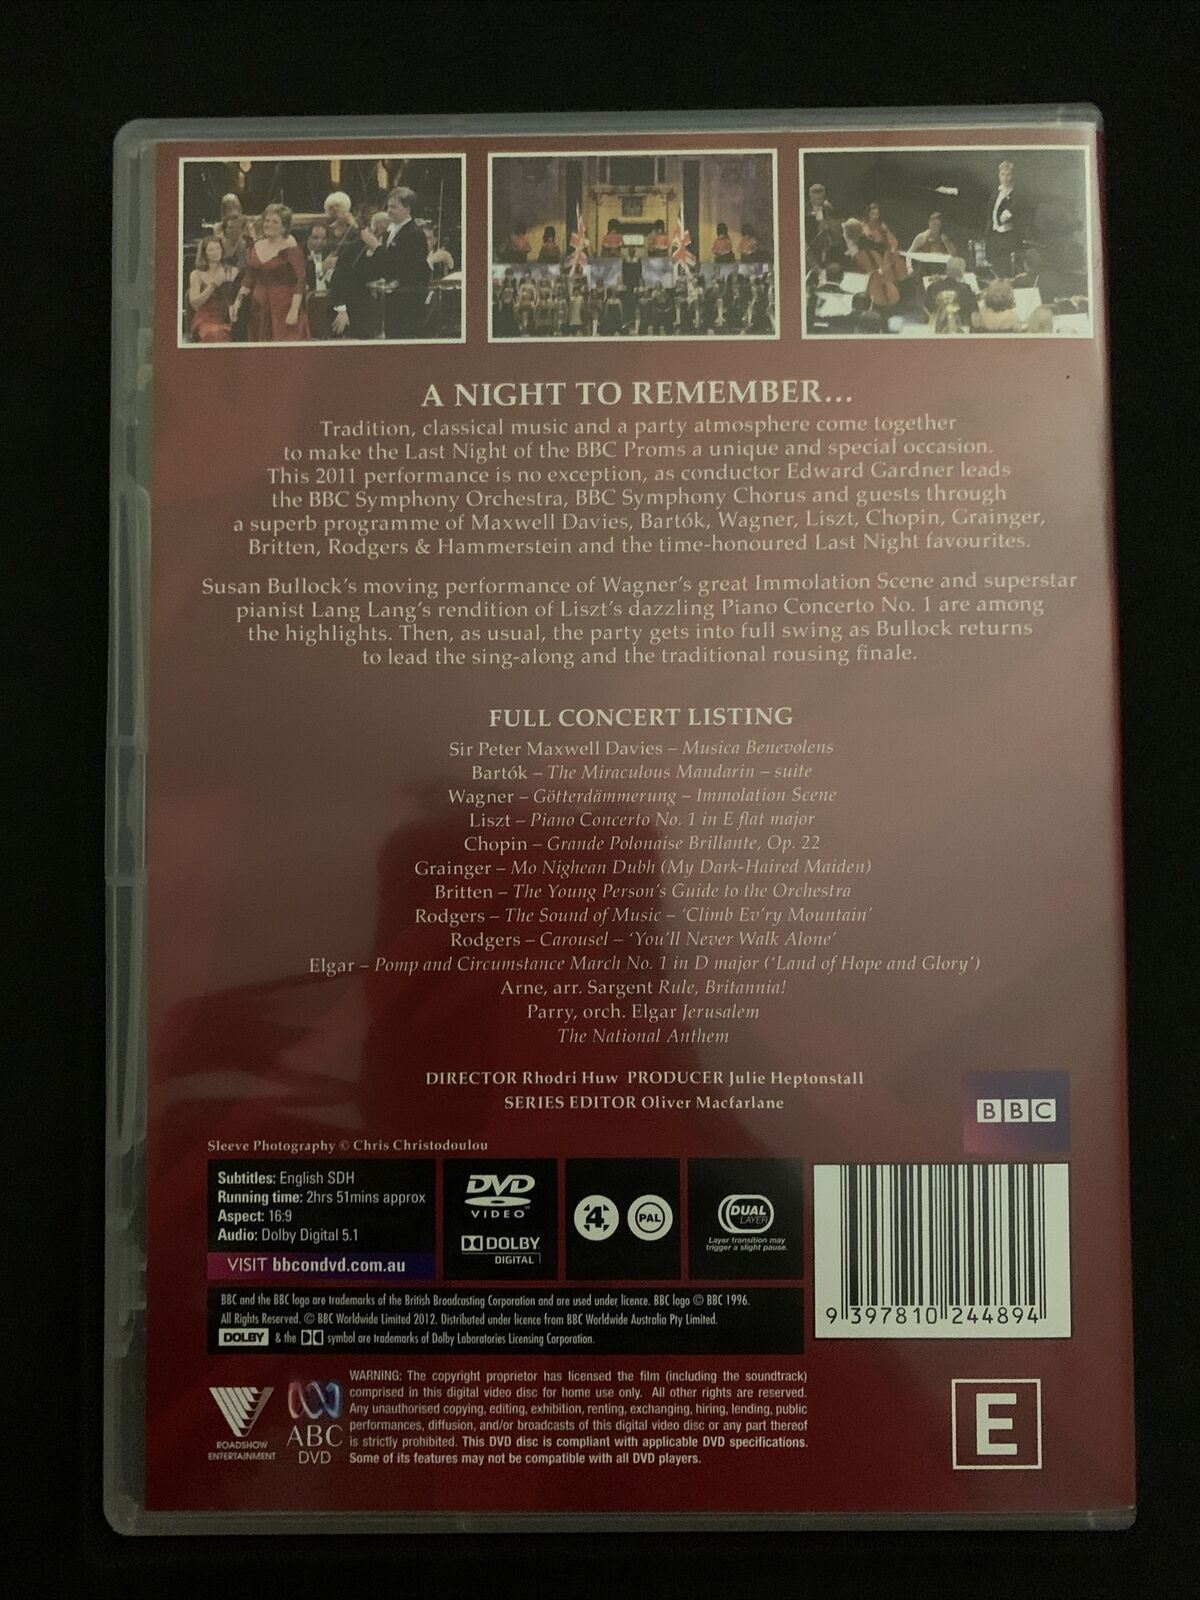 A NIGHT TO REMEMBER...
Tradition, classical music and a party atmosphere come together
to make the Last Night of the BBC Proms a unique and special occasion.
This 2011 performance is no exception, as conductor Edward Gardner leads
the BBC Symphony Orchestra, BBC Symphony Chorus and guests through
a superb programme of Maxwell Davies, Bartók, Wagner, Liszt, Chopin, Grainger,
Britten, Rodgers & Hammerstein and the time-honoured Last Night favourites.
Susan Bullock's moving performance of Wagner's great Immolation Scene and superstar
pianist Lang Lang's rendition of Liszt's dazzling Piano Concerto No. 1 are among
the highlights. Then, as usual, the party gets into full swing as Bullock returns
to lead the sing-along and the traditional rousing finale.
FULL CONCERT LISTING
Sir Peter Maxwell Davies – Musica Benevolens
Bartók – The Miraculous Mandarin – suite
Wagner – Götterdämmerung – Immolation Scene
Liszt – Piano Concerto No. 1 in E flat major
Chopin – Grande Polonaise Brillante, Op. 22
Grainger – Mo Nighean Dubh (My Dark-Haired Maiden)
Britten – The Young Person's Guide to the Orchestra
Rodgers – The Sound of Music – 'Climb Ev'ry Mountain'
Rodgers – Carousel – 'You'll Never Walk Alone'
Elgar – Pomp and Circumstance March No. 1 in D major ('Land of Hope and Glory')
Arne, arr. Sargent Rule, Britannia!
Parry, orch. Elgar Jerusalem
The National Anthem
DIRECTOR Rhodri Huw PRODUCER Julie Heptonstall
SERIES EDITOR Oliver Macfarlane
BBC
Sleeve Photography © Chris Christodoulou
Subtitles: English SDH
Running time: 2hrs 51mins approx
Aspect: 16:9
Audio: Dolby Digital 5.1
VISIT bbcondvd.com.au
DVD
VIDEO
DOLBY
DIGITAL
4
PAL
DUAL
LAYER
Layer transition may
trigger a slight pause.
9 397810 244894
BBC and the BBC logo are trademarks of the British Broadcasting Corporation and are used under licence. BBC logo © BBC 1996.
All Rights Reserved. © BBC Worldwide Limited 2012. Distributed under licence from BBC Worldwide Australia Pty Limited.
DOLBY & the symbol are trademarks of Dolby Laboratories Licensing Corporation.
ROADSHOW
ENTERTAINMENT
ABC
DVD
WARNING: The copyright proprietor has licensed the film (including the soundtrack)
comprised in this digital video disc for home use only. All other rights are reserved.
Any unauthorised copying, editing, exhibition, renting, exchanging, hiring, lending, public
performances, diffusion, and/or broadcasts of this digital video disc or any part thereof
is strictly prohibited. This DVD disc is compliant with applicable DVD specifications.
Some of its features may not be compatible with all DVD players.
E